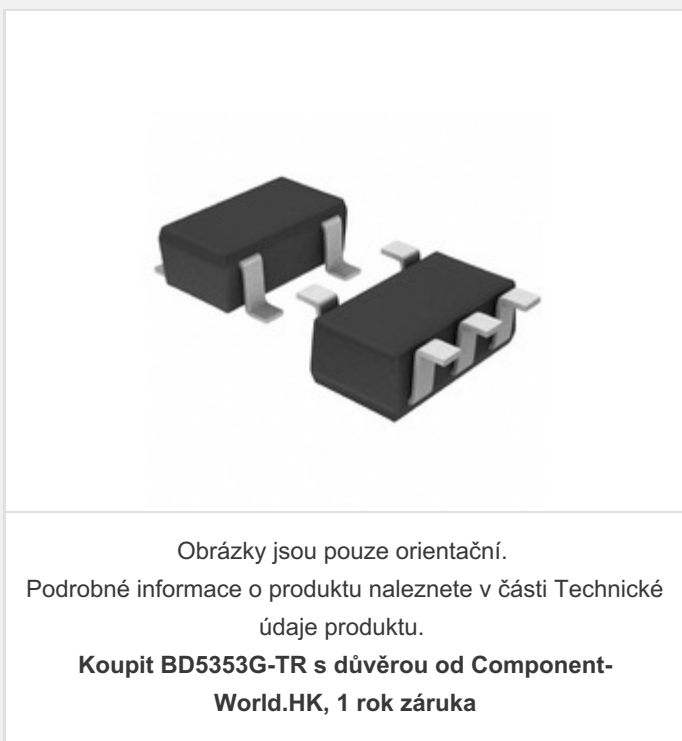 Obrázky jsou pouze orientační.
Podrobné informace o produktu naleznete v části Technické
údaje produktu.
Koupit BD5353G-TR s důvěrou od Component-
World.HK, 1 rok záruka